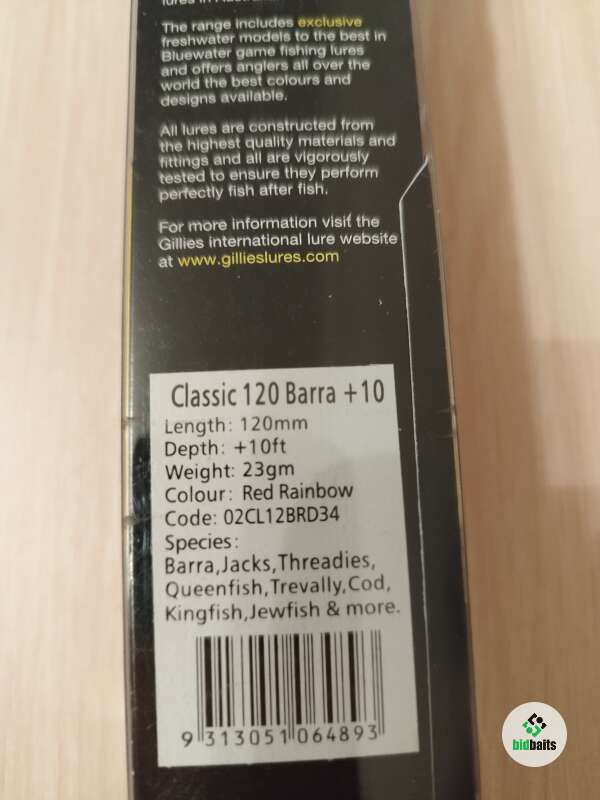 lures in Australia.
The range includes exclusive
freshwater models to the best in
Bluewater game fishing lures
and offers anglers all over the
world the best colours and
designs available.
All lures are constructed from
the highest quality materials and
fittings and all are vigorously
tested to ensure they perform
perfectly fish after fish.
For more information visit the
Gillies international lure website
at www.gillieslures.com
Classic 120 Barra +10
Length: 120mm
Depth: +10ft
Weight: 23gm
Colour: Red Rainbow
Code: 02CL12BRD34
Species:
Barra,Jacks,Threadies,
Queenfish,Trevally,Cod,
Kingfish,Jewfish & more.
9 313051 064893
bidbaits